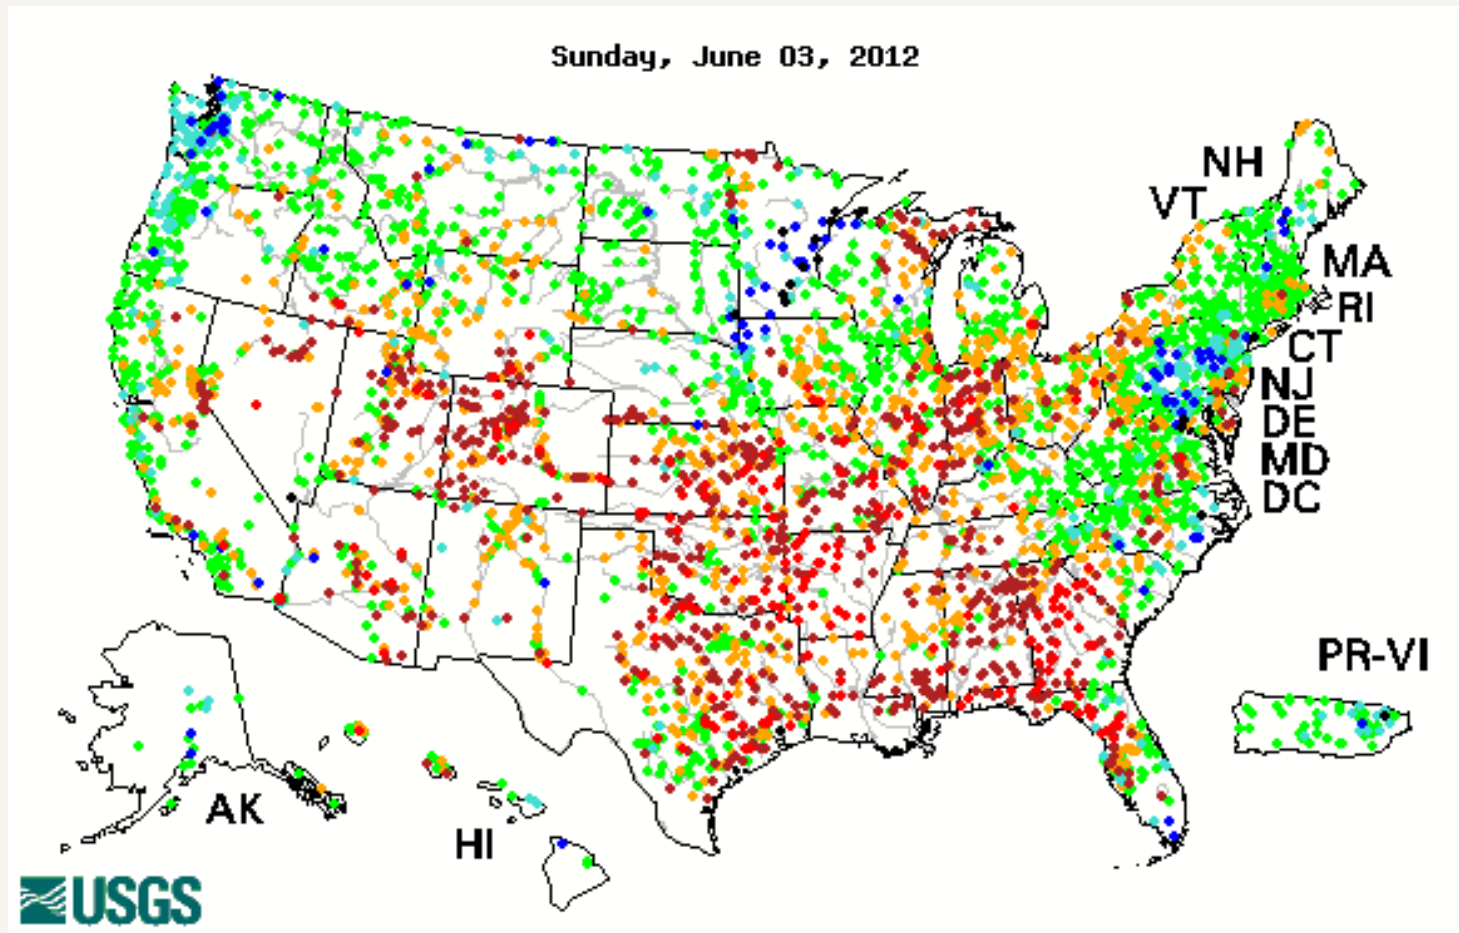 Sunday, June 03, 2012
NH
VT
MA
RI
CT
NJ
DE
MD
DC
PR-VI
AK
HI
USGS